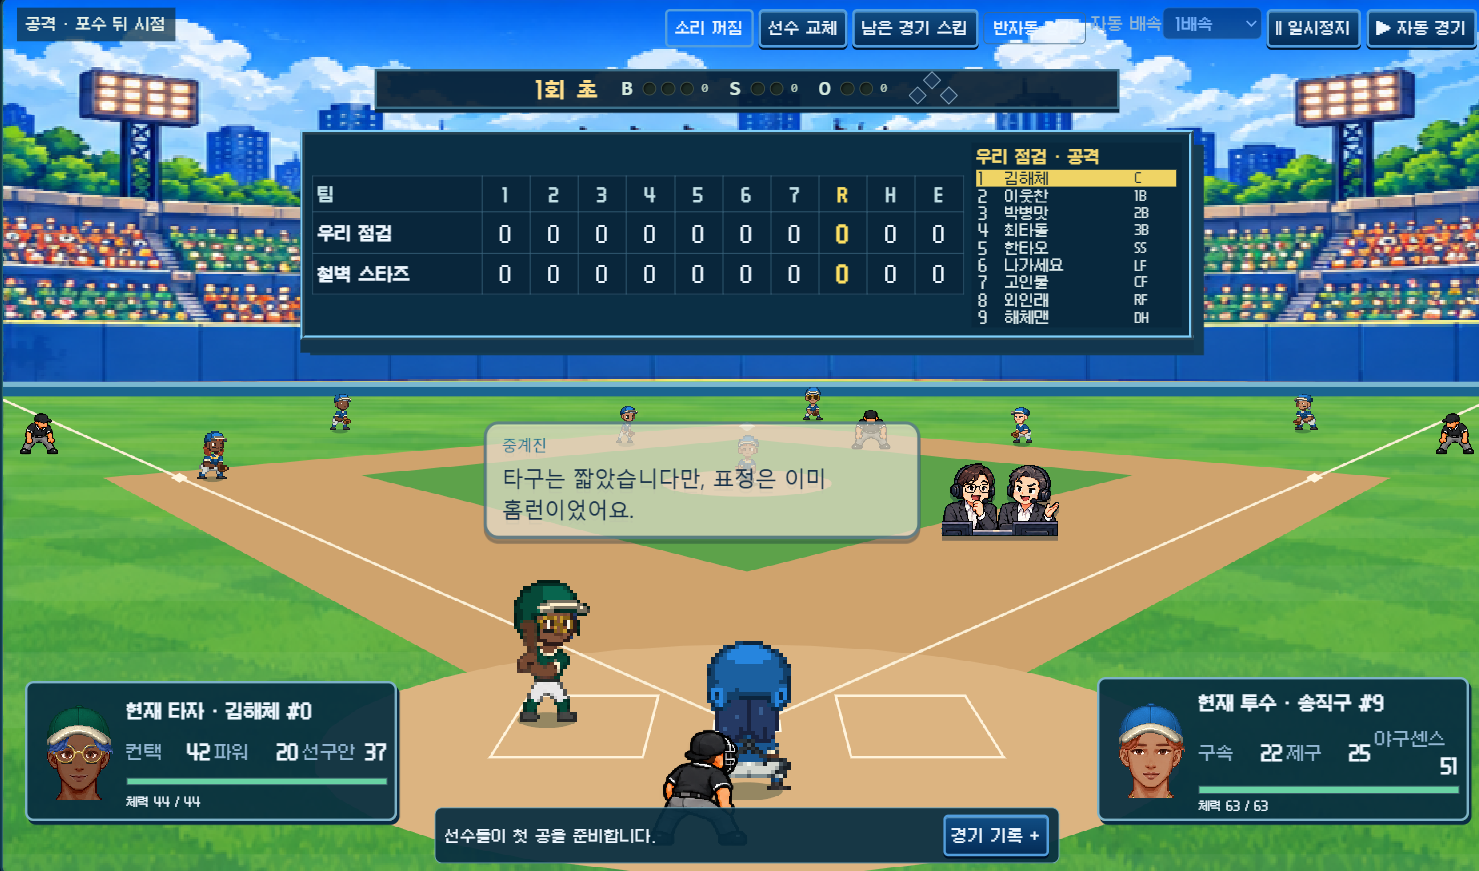 공격 · 포수 뒤 시점
소리 꺼짐
선수 교체
남은 경기 스킵
반자동
자동 배속
1배속
Ⅱ 일시정지
▶ 자동 경기
1회 초 B 0 S 0 O 0
팀 1 2 3 4 5 6 7 R H E
우리 점검 0 0 0 0 0 0 0 0 0 0
철벽 스타즈 0 0 0 0 0 0 0 0 0 0
우리 점검 · 공격
1 김해체 C
2 이웃찬 1B
3 박병맛 2B
4 최타돌 3B
5 한타오 SS
6 나가세요 LF
7 고인물 CF
8 외인래 RF
9 해체맨 DH
중계진
타구는 짧았습니다만, 표정은 이미
홈런이었어요.
현재 타자 · 김해체 #0
컨택 42 파워 20 선구안 37
체력 44 / 44
현재 투수 · 송직구 #9
구속 22 제구 25 야구센스 51
체력 63 / 63
선수들이 첫 공을 준비합니다.
경기 기록 +